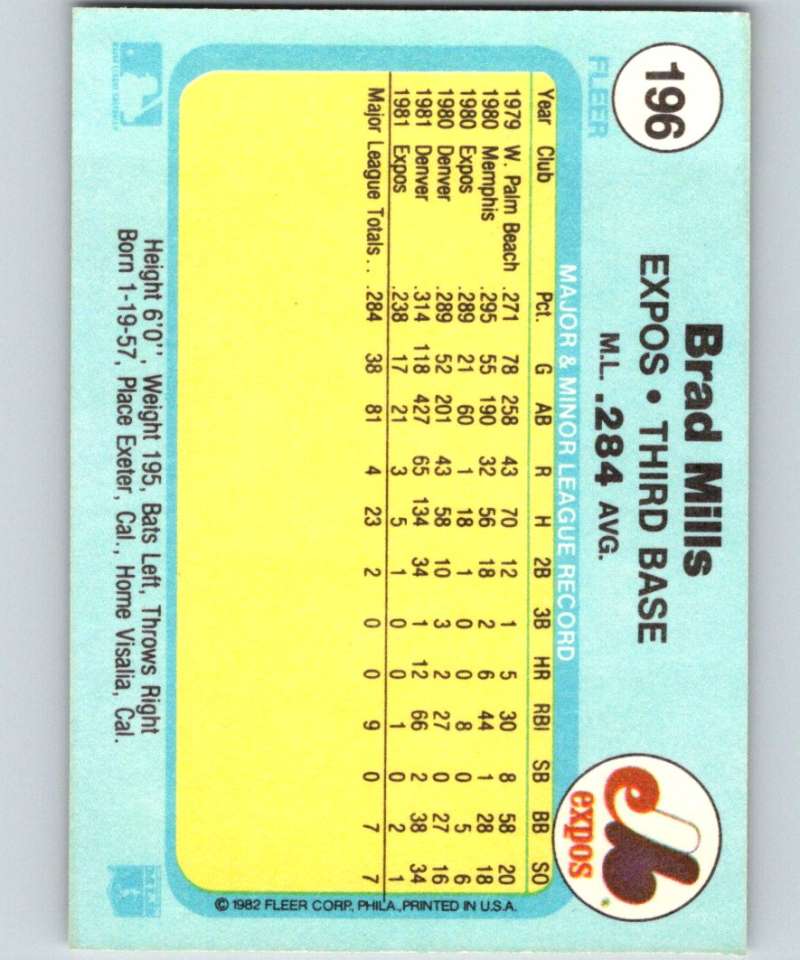 196
Brad Mills
EXPOS • THIRD BASE
M.L. .284 AVG.
expos
FLEER
MAJOR & MINOR LEAGUE RECORD
Year Club Pct. G AB R H 2B 3B HR RBI SB BB SO
1979 W. Palm Beach .271 78 258 43 70 12 1 5 30 8 58 20
1980 Memphis .295 55 190 32 56 18 2 6 44 1 28 18
1980 Expos .289 21 60 1 18 1 0 0 8 0 5 6
1980 Denver .289 52 201 43 58 10 3 2 27 0 27 16
1981 Denver .314 118 427 65 134 34 1 12 66 2 38 34
1981 Expos .238 17 21 3 5 1 0 0 1 0 2 1
Major League Totals . . .284 38 81 4 23 2 0 0 9 0 7 7
Height 6'0'', Weight 195, Bats Left, Throws Right
Born 1-19-57, Place Exeter, Cal., Home Visalia, Cal.
© 1982 FLEER CORP., PHILA., PRINTED IN U.S.A.